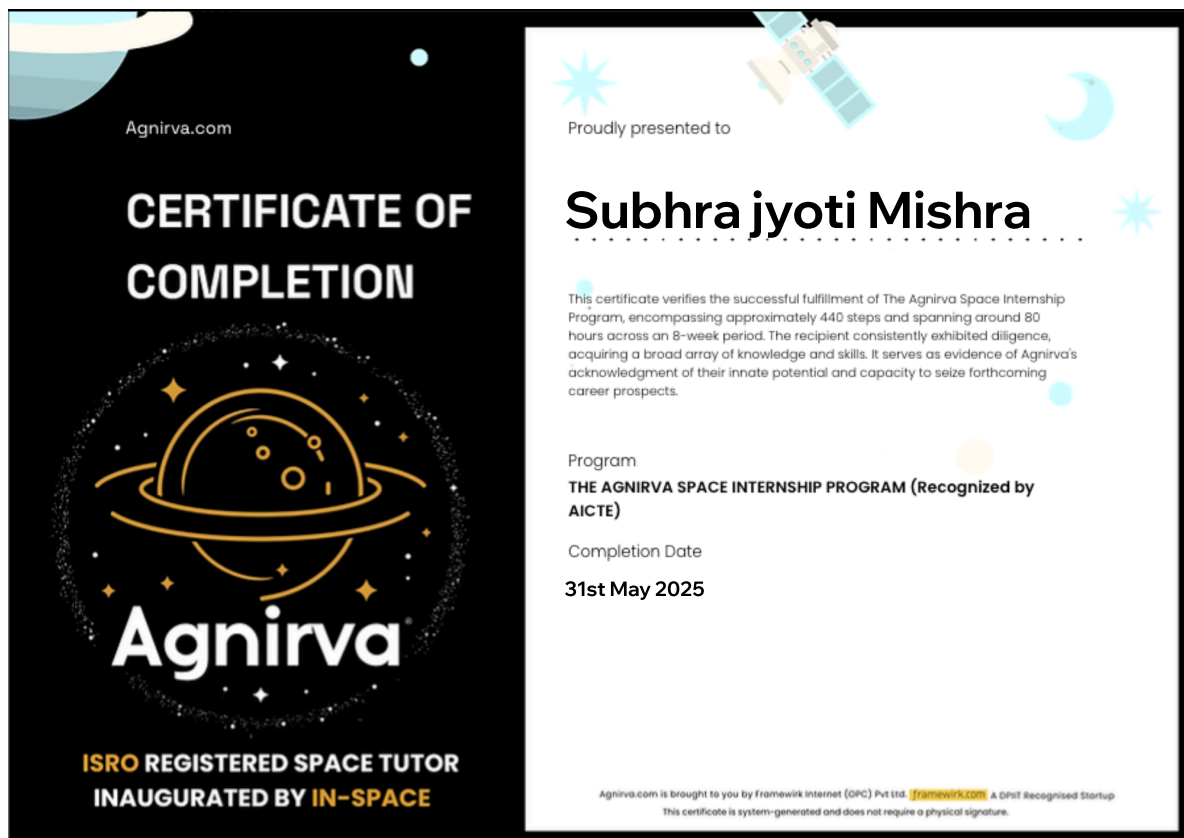 Agnirva.com
CERTIFICATE OF
COMPLETION
Agnirva
ISRO REGISTERED SPACE TUTOR
INAUGURATED BY IN-SPACE
Proudly presented to
Subhra jyoti Mishra
This certificate verifies the successful fulfillment of The Agnirva Space Internship
Program, encompassing approximately 440 steps and spanning around 80
hours across an 8-week period. The recipient consistently exhibited diligence,
acquiring a broad array of knowledge and skills. It serves as evidence of Agnirva's
acknowledgment of their innate potential and capacity to seize forthcoming
career prospects.
Program
THE AGNIRVA SPACE INTERNSHIP PROGRAM (Recognized by
AICTE)
Completion Date
31st May 2025
Agnirva.com is brought to you by Framewirk Internet (OPC) Pvt Ltd. framewirk.com A DPIIT Recognised Startup
This certificate is system-generated and does not require a physical signature.